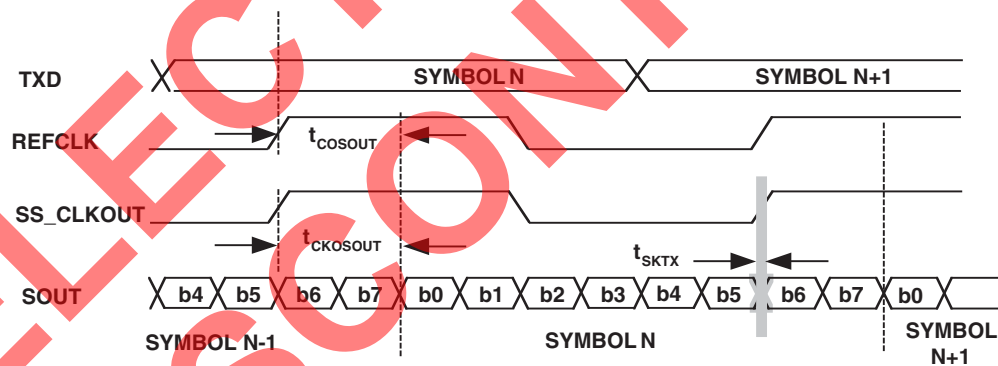 TXD
SYMBOL N
SYMBOL N+1
REFCLK
tCOSOUT
SS_CLKOUT
tCKOSOUT
tSKTX
SOUT
b4 b5 b6 b7 b0 b1 b2 b3 b4 b5 b6 b7 b0
SYMBOL N-1
SYMBOL N
SYMBOL
N+1